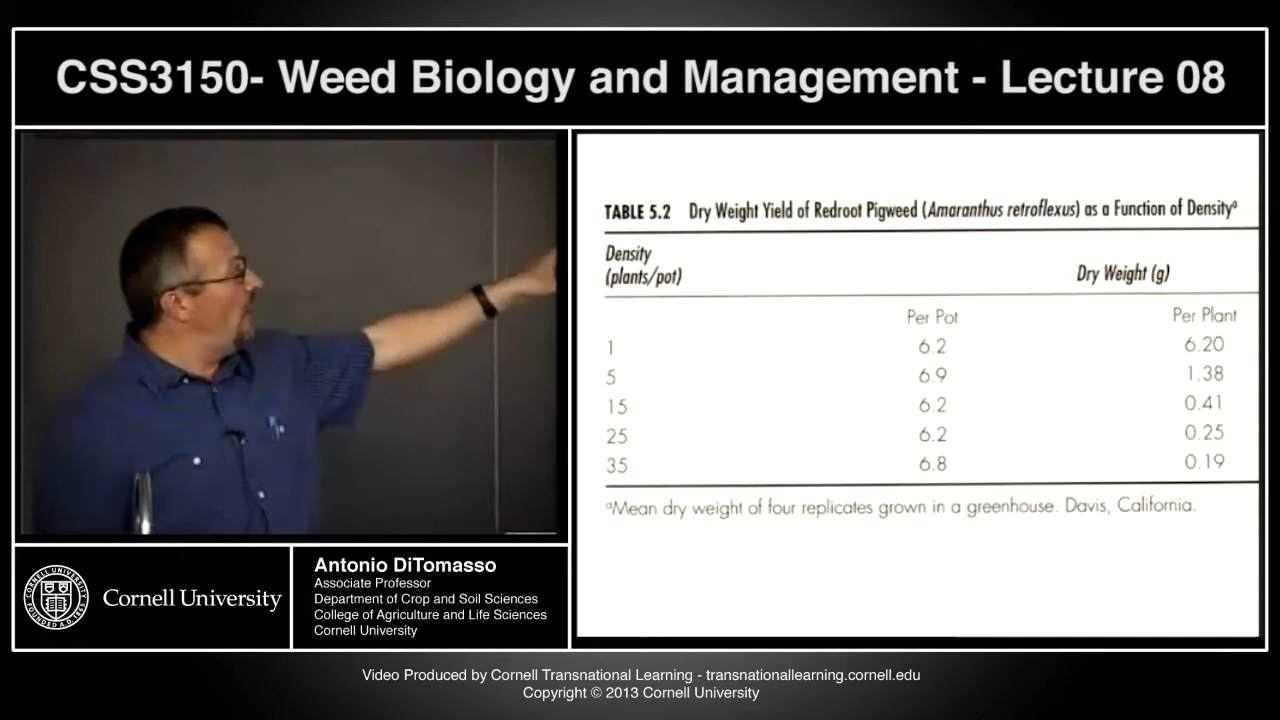 CSS3150- Weed Biology and Management - Lecture 08
TABLE 5.2 Dry Weight Yield of Redroot Pigweed (Amaranthus retroflexus) as a Function of Densityᵃ
Density
(plants/pot) Dry Weight (g)
Per Pot Per Plant
1 6.2 6.20
5 6.9 1.38
15 6.2 0.41
25 6.2 0.25
35 6.8 0.19
ᵃMean dry weight of four replicates grown in a greenhouse. Davis, California.
Cornell University
Antonio DiTomasso
Associate Professor
Department of Crop and Soil Sciences
College of Agriculture and Life Sciences
Cornell University
Video Produced by Cornell Transnational Learning - transnationallearning.cornell.edu
Copyright © 2013 Cornell University